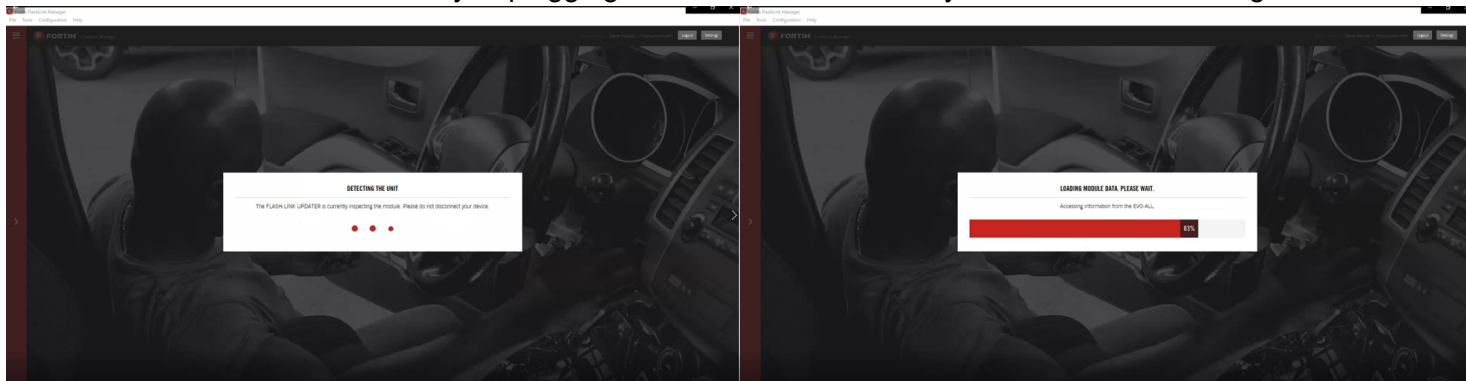 FlashLink Manager
File Tools Configuration Help
FORTIN
Logout Settings
DETECTING THE UNIT
The FLASH-LINK UPDATER is currently inspecting the module. Please do not disconnect your device.
FlashLink Manager
File Tools Configuration Help
FORTIN
Logout Settings
LOADING MODULE DATA. PLEASE WAIT.
Accessing information from the EVO-ALL.
83%